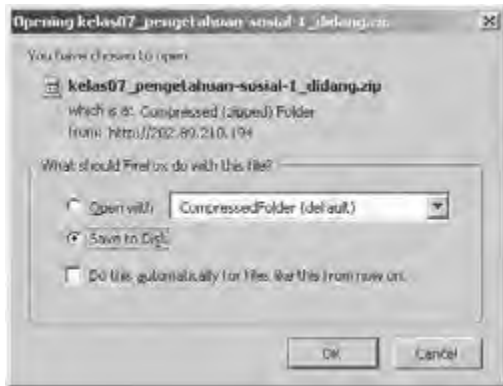 Opening kelas07_pengetahuan-sosial-1_didang.zip
You have chosen to open
kelas07_pengetahuan-sosial-1_didang.zip
which is a: Compressed (zipped) Folder
from: http://202.89.210.194
What should Firefox do with this file?
Open with CompressedFolder (default)
Save to Disk
Do this automatically for files like this from now on.
OK Cancel